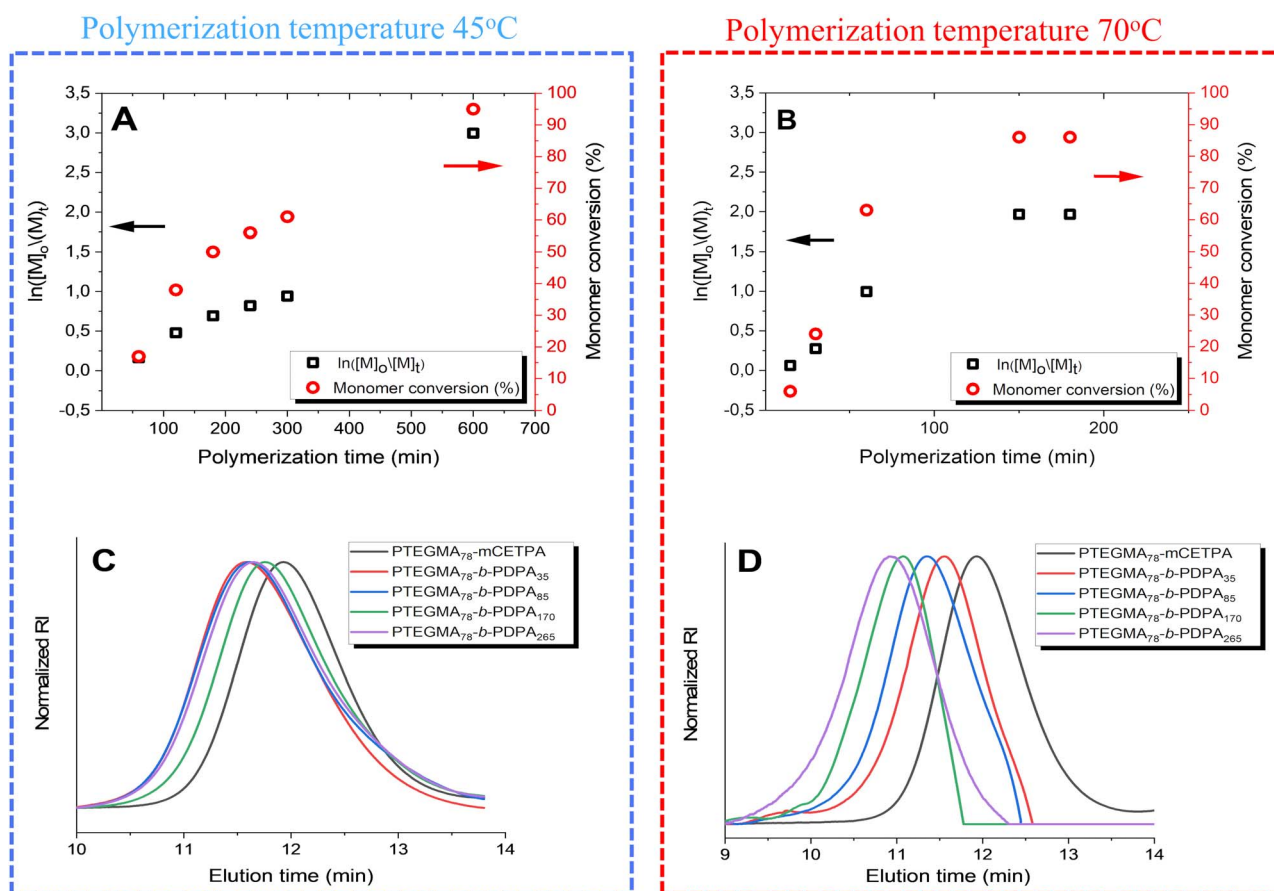 Polymerization temperature 45°C
Polymerization temperature 70°C
A
3,5
3,0
2,5
2,0
1,5
1,0
0,5
0,0
-0,5
ln([M]ₒ\(M)ₜ)
100
90
80
70
60
50
40
30
20
10
0
Monomer conversion (%)
ln([M]ₒ\[M]ₜ)
Monomer conversion (%)
100 200 300 400 500 600 700
Polymerization time (min)
B
3,5
3,0
2,5
2,0
1,5
1,0
0,5
0,0
-0,5
ln([M]ₒ\(M)ₜ)
100
90
80
70
60
50
40
30
20
10
0
Monomer conversion (%)
ln([M]ₒ\[M]ₜ)
Monomer conversion (%)
100 200
Polymerization time (min)
C
PTEGMA₇₈-mCETPA
PTEGMA₇₈-b-PDPA₃₅
PTEGMA₇₈-b-PDPA₈₅
PTEGMA₇₈-b-PDPA₁₇₀
PTEGMA₇₈-b-PDPA₂₆₅
Normalized RI
10 11 12 13 14
Elution time (min)
D
PTEGMA₇₈-mCETPA
PTEGMA₇₈-b-PDPA₃₅
PTEGMA₇₈-b-PDPA₈₅
PTEGMA₇₈-b-PDPA₁₇₀
PTEGMA₇₈-b-PDPA₂₆₅
Normalized RI
9 10 11 12 13 14
Elution time (min)